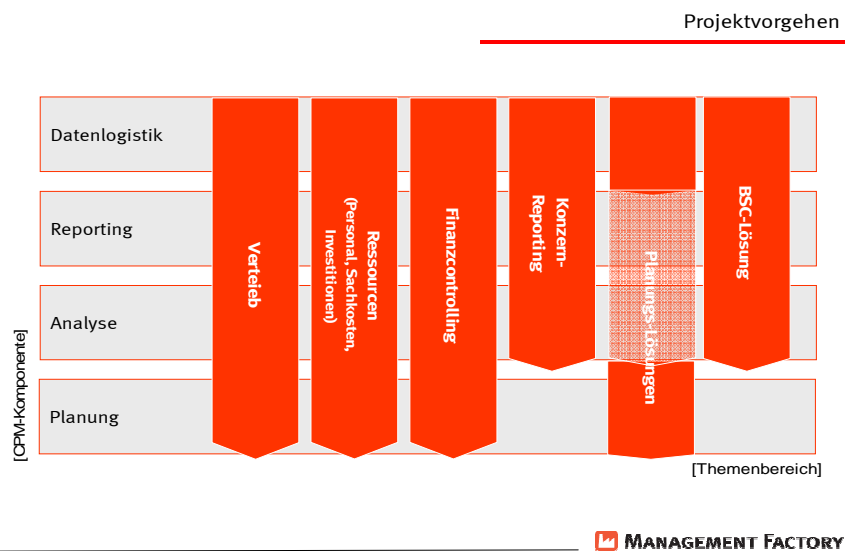 Projektvorgehen
Datenlogistik
Reporting
Analyse
Planung
[CPM-Komponente]
Verteieb
Ressourcen
(Personal, Sachkosten,
Investitionen)
Finanzcontrolling
Konzern-
Reporting
Planungs-Lösungen
BSC-Lösung
[Themenbereich]
MANAGEMENT FACTORY